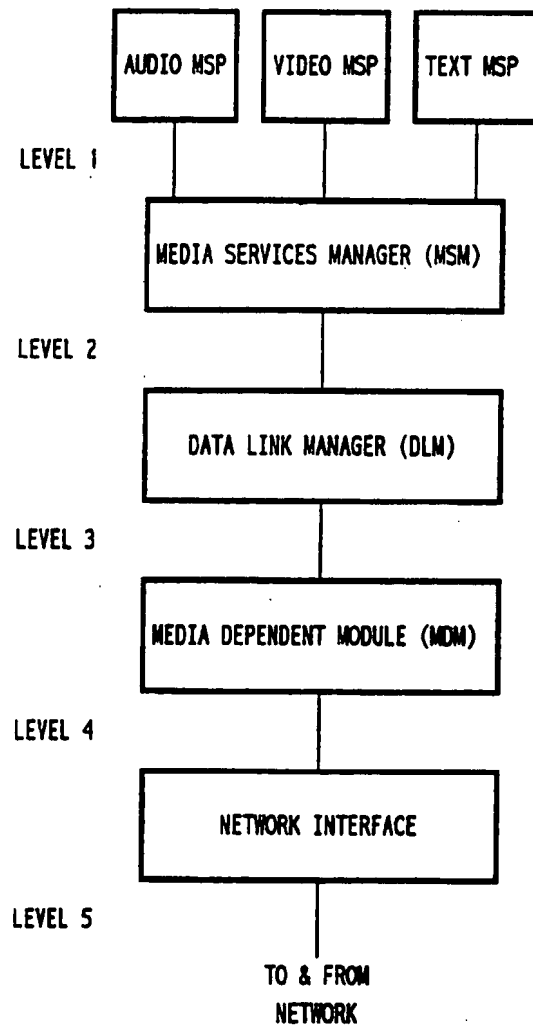 AUDIO MSP
VIDEO MSP
TEXT MSP
LEVEL 1
MEDIA SERVICES MANAGER (MSM)
LEVEL 2
DATA LINK MANAGER (DLM)
LEVEL 3
MEDIA DEPENDENT MODULE (MDM)
LEVEL 4
NETWORK INTERFACE
LEVEL 5
TO & FROM
NETWORK